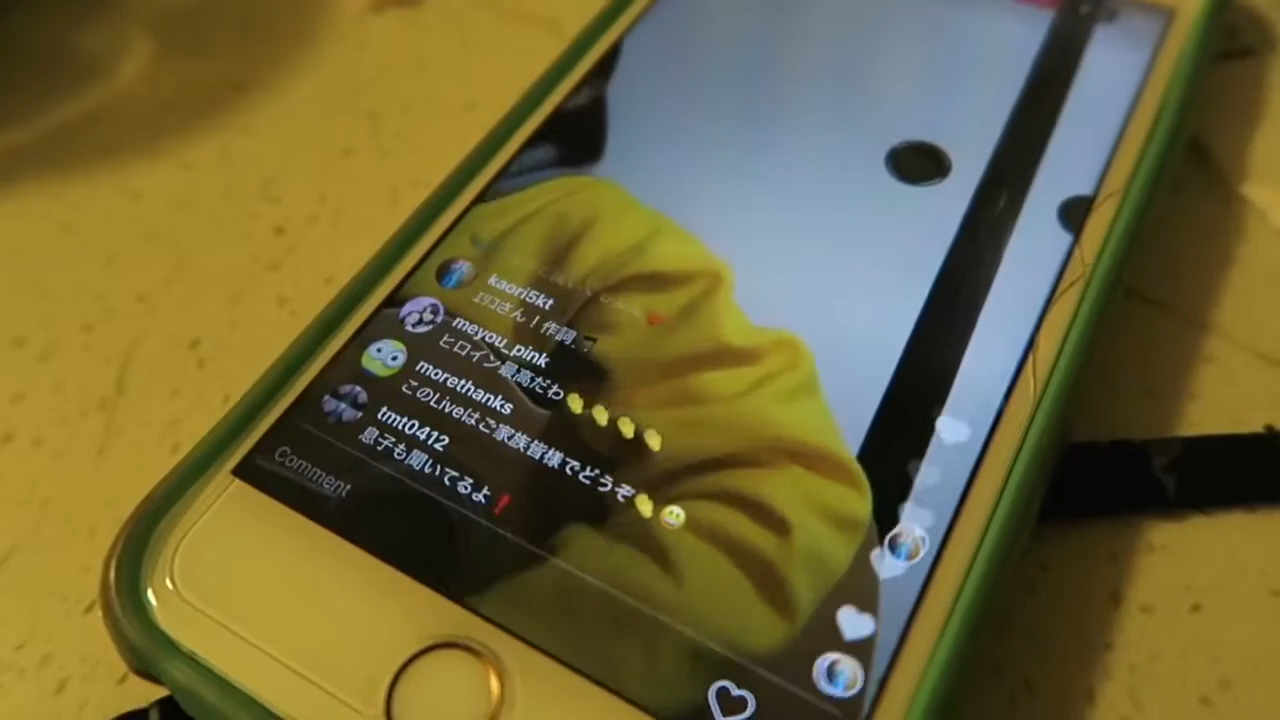 kaori5kt
ｴﾘｺさん！作詞
meyou_pink
ヒロイン最高だわ👏👏👏👏
morethanks
このLiveはご家族皆様でどうぞ👏😀
tmt0412
息子も聞いてるよ❗
Comment